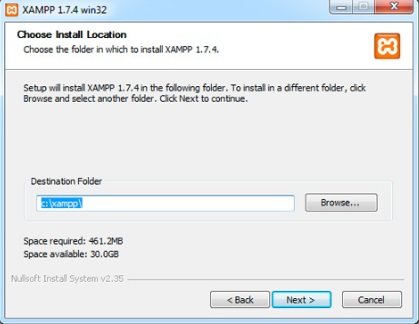 XAMPP 1.7.4 win32
Choose Install Location
Choose the folder in which to install XAMPP 1.7.4.
Setup will install XAMPP 1.7.4 in the following folder. To install in a different folder, click
Browse and select another folder. Click Next to continue.
Destination Folder
c:\xampp\
Browse...
Space required: 461.2MB
Space available: 30.0GB
Nullsoft Install System v2.35
< Back
Next >
Cancel